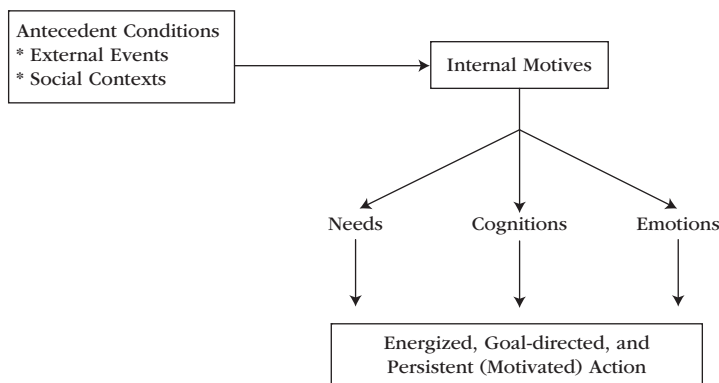 Antecedent Conditions
* External Events
* Social Contexts
Internal Motives
Needs
Cognitions
Emotions
Energized, Goal-directed, and
Persistent (Motivated) Action